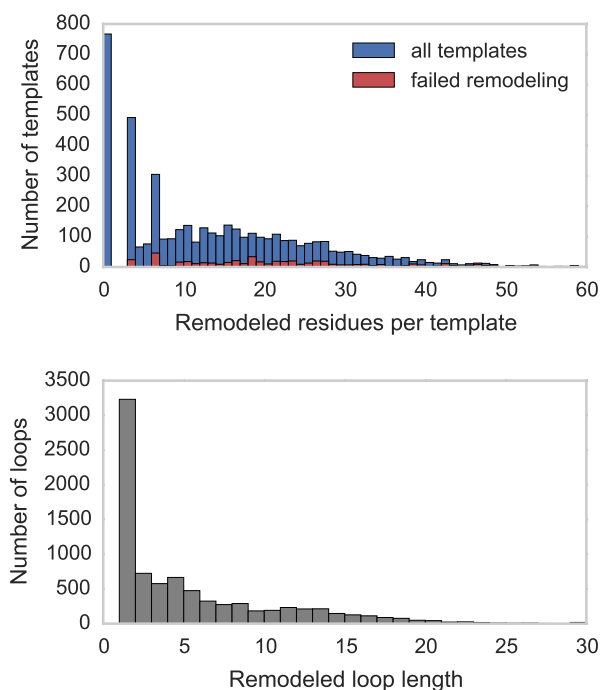 800
700
600
500
400
300
200
100
0
Number of templates
all templates
failed remodeling
0 10 20 30 40 50 60
Remodeled residues per template
3500
3000
2500
2000
1500
1000
500
0
Number of loops
0 5 10 15 20 25 30
Remodeled loop length